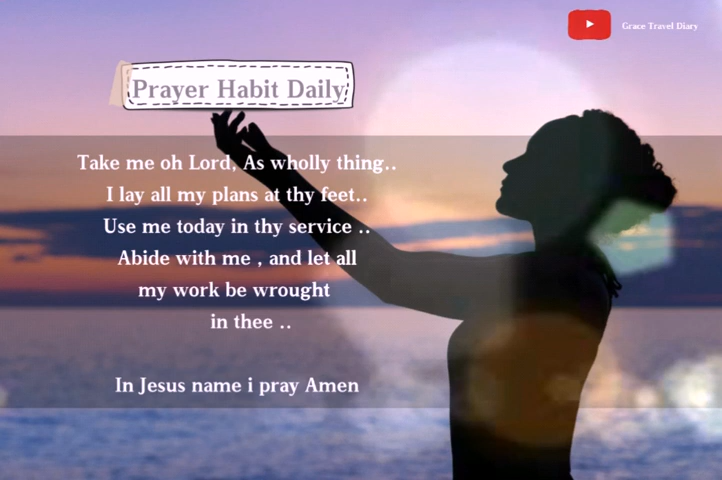 Grace Travel Diary
Prayer Habit Daily
Take me oh Lord, As wholly thing..
I lay all my plans at thy feet..
Use me today in thy service ..
Abide with me , and let all
my work be wrought
in thee ..
In Jesus name i pray Amen